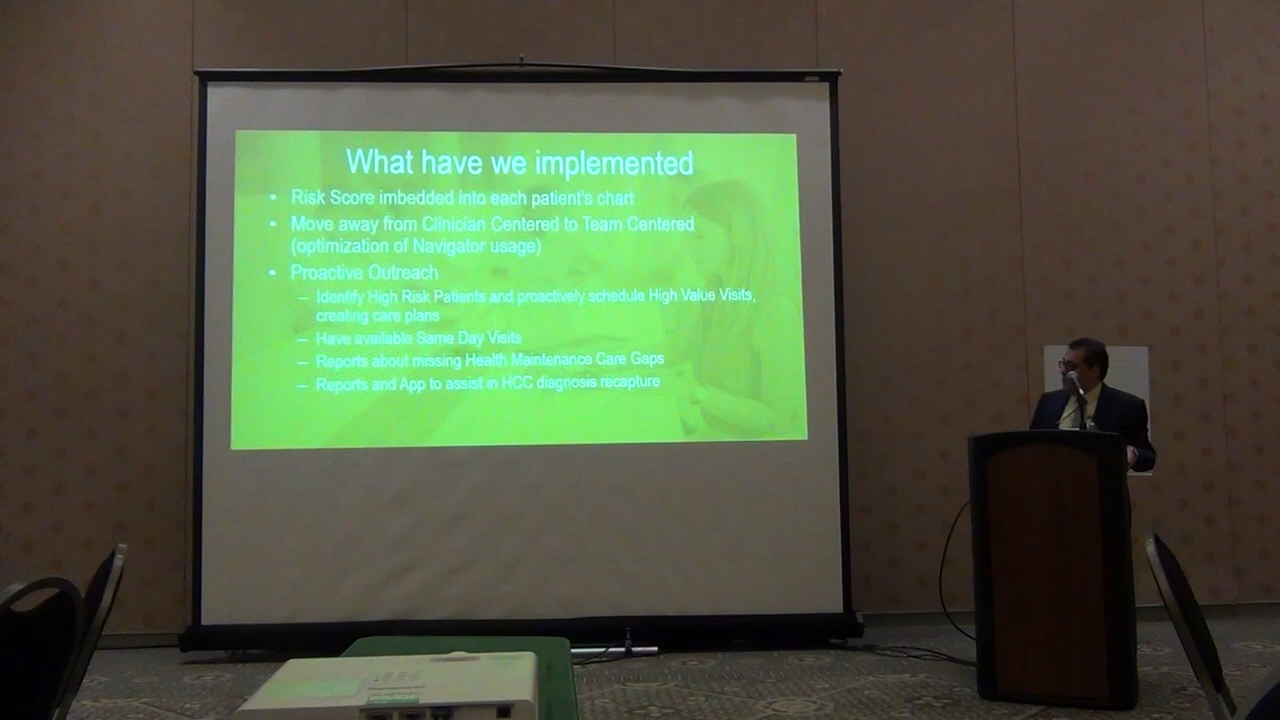 What have we implemented
• Risk Score imbedded into each patient's chart
• Move away from Clinician Centered to Team Centered
(optimization of Navigator usage)
• Proactive Outreach
– Identify High Risk Patients and proactively schedule High Value Visits,
creating care plans
– Have available Same Day Visits
– Reports about missing Health Maintenance Care Gaps
– Reports and App to assist in HCC diagnosis recapture